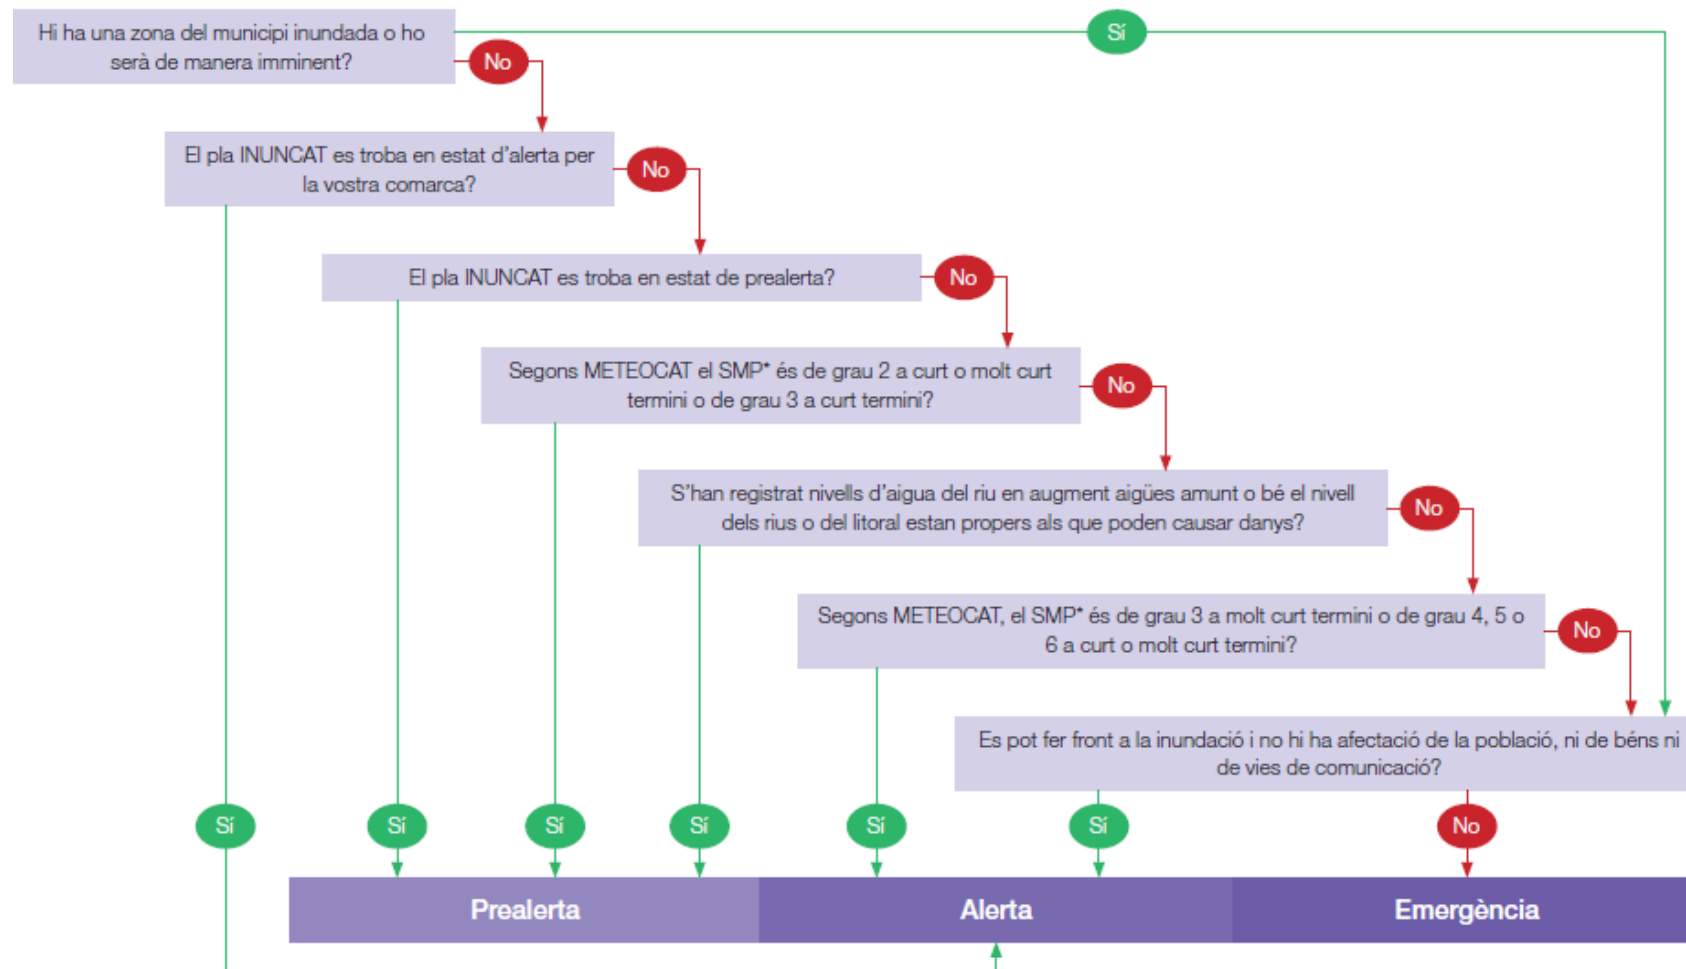 Hi ha una zona del municipi inundada o ho
serà de manera imminent?
Sí
No
El pla INUNCAT es troba en estat d'alerta per
la vostra comarca?
No
El pla INUNCAT es troba en estat de prealerta?
No
Segons METEOCAT el SMP* és de grau 2 a curt o molt curt
termini o de grau 3 a curt termini?
No
S'han registrat nivells d'aigua del riu en augment aigües amunt o bé el nivell
dels rius o del litoral estan propers als que poden causar danys?
No
Segons METEOCAT, el SMP* és de grau 3 a molt curt termini o de grau 4, 5 o
6 a curt o molt curt termini?
No
Es pot fer front a la inundació i no hi ha afectació de la població, ni de béns ni
de vies de comunicació?
Sí
Sí
Sí
Sí
Sí
Sí
No
Prealerta
Alerta
Emergència